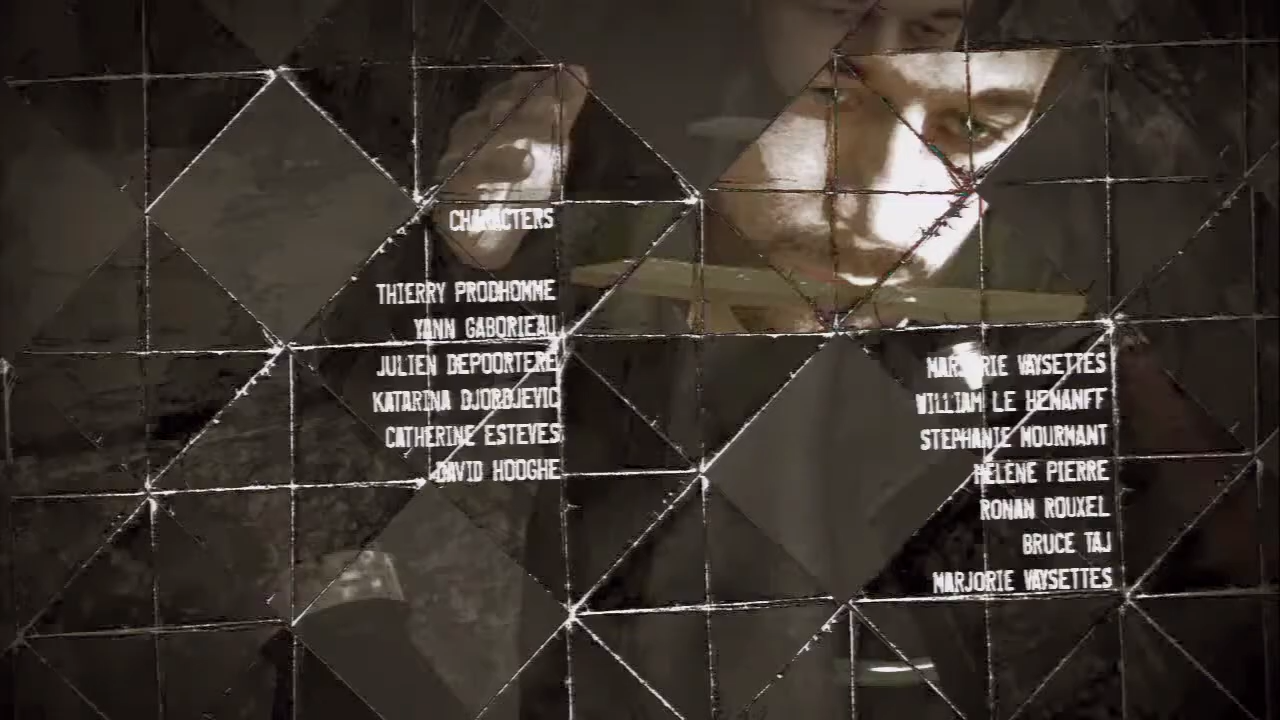 CHARACTERS
THIERRY PRODHOMME
YANN GABORIEAU
JULIEN DEPOORTERE
KATARINA DJORDJEVIC
CATHERINE ESTEVES
DAVID HOOGHE
MARJORIE VAYSETTES
WILLIAM LE HENANFF
STEPHANIE MOURMANT
HELENE PIERRE
RONAN ROUXEL
BRUCE TAJ
MARJORIE VAYSETTES